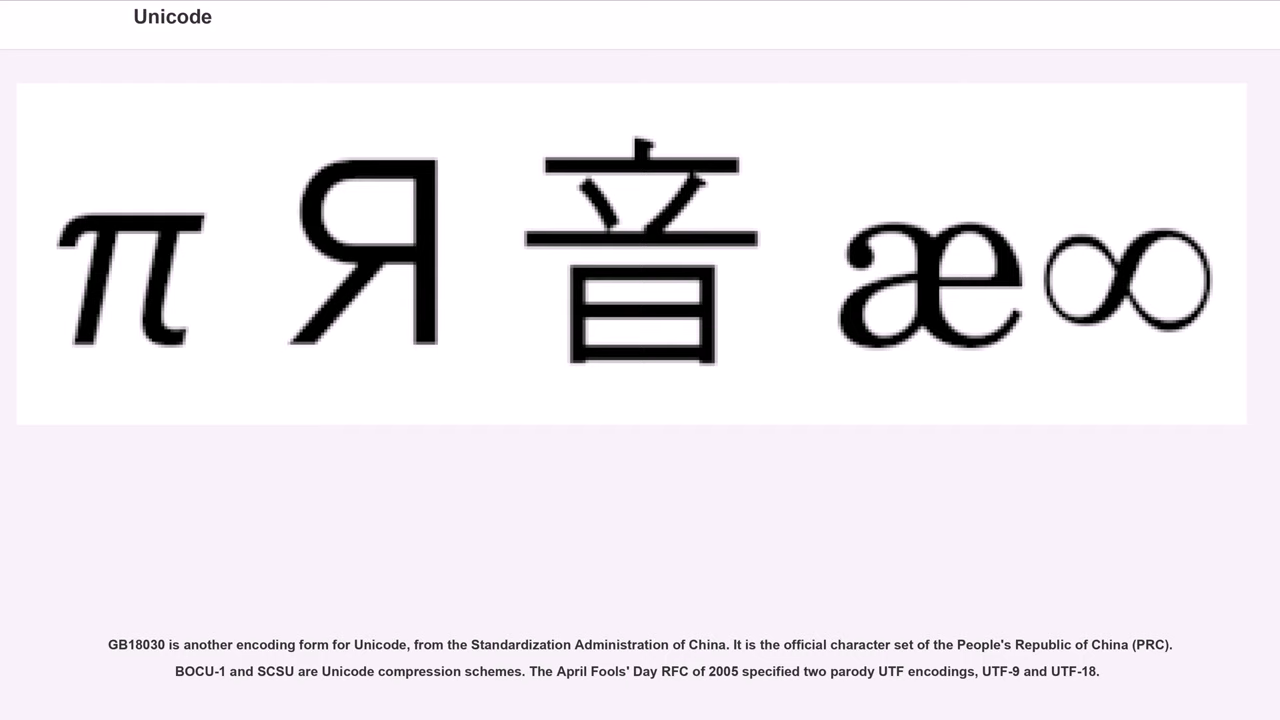 Unicode
π Я 音 æ∞
GB18030 is another encoding form for Unicode, from the Standardization Administration of China. It is the official character set of the People's Republic of China (PRC).
BOCU-1 and SCSU are Unicode compression schemes. The April Fools' Day RFC of 2005 specified two parody UTF encodings, UTF-9 and UTF-18.